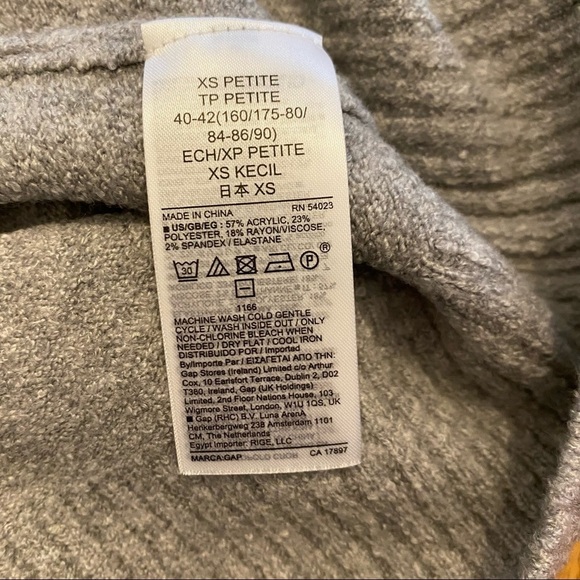 XS PETITE
TP PETITE
40-42(160/175-80/
84-86/90)
ECH/XP PETITE
XS KECIL
日本 XS
MADE IN CHINA RN 54023
■ US/GB/EG : 57% ACRYLIC, 23%
POLYESTER, 18% RAYON/VISCOSE,
2% SPANDEX / ELASTANE
®
30 P
1166
MACHINE WASH COLD GENTLE
CYCLE / WASH INSIDE OUT / ONLY
NON-CHLORINE BLEACH WHEN
NEEDED / DRY FLAT / COOL IRON
DISTRIBUIDO POR / Imported
By/Importe Par / ΕΙΣΑΓΕΤΑΙ ΑΠΟ ΤΗΝ:
Gap Stores (Ireland) Limited c/o Arthur
Cox, 10 Earlsfort Terrace, Dublin 2, D02
T380, Ireland, Gap (UK Holdings)
Limited, 2nd Floor Nations House, 103
Wigmore Street, London, W1U 1QS, UK
■ Gap (RHC) B.V. Luna ArenA
Henkerbergweg 238 Amsterdam 1101
CM, The Netherlands
Egypt Importer: RIGE, LLC
MARCA:GAP CA 17897